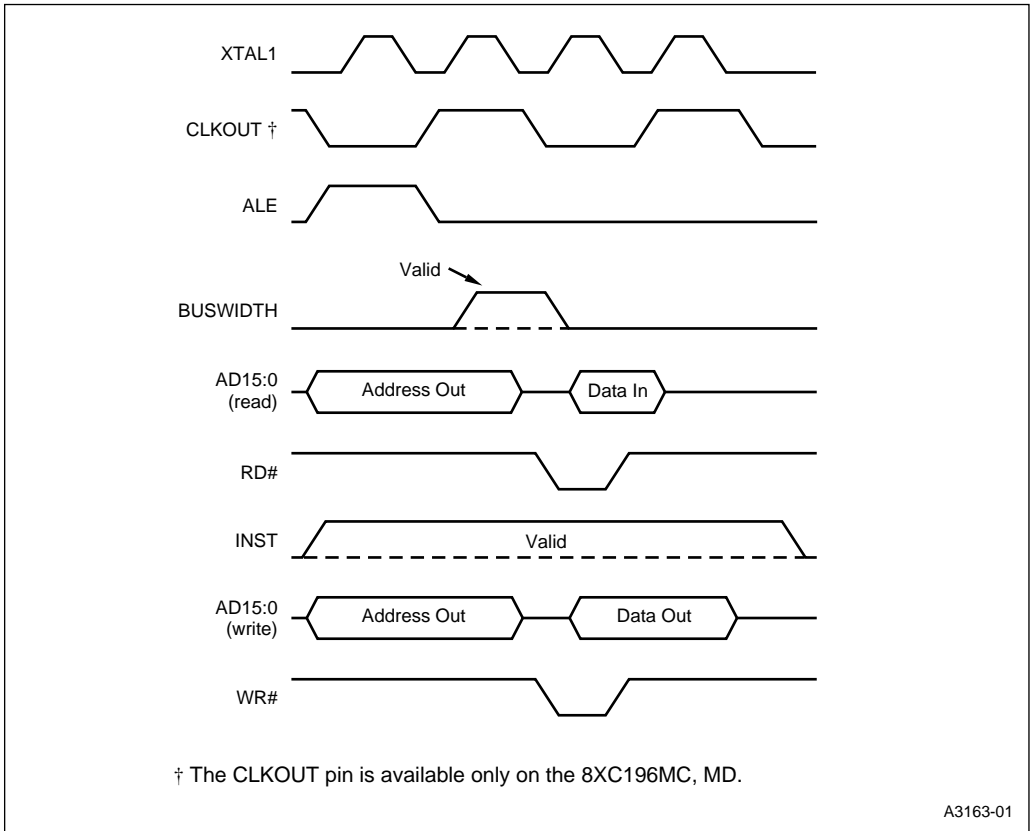 XTAL1
CLKOUT †
ALE
Valid
BUSWIDTH
AD15:0
(read)
Address Out
Data In
RD#
INST
Valid
AD15:0
(write)
Address Out
Data Out
WR#
† The CLKOUT pin is available only on the 8XC196MC, MD.
A3163-01